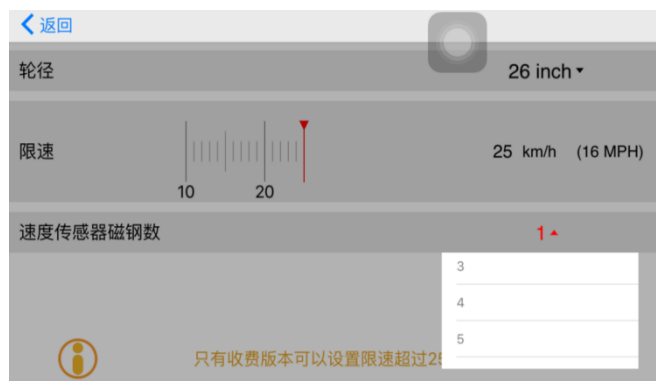 返回
轮径 26 inch
限速 25 km/h (16 MPH)
10 20
速度传感器磁钢数 1
3
4
5
只有收费版本可以设置限速超过25